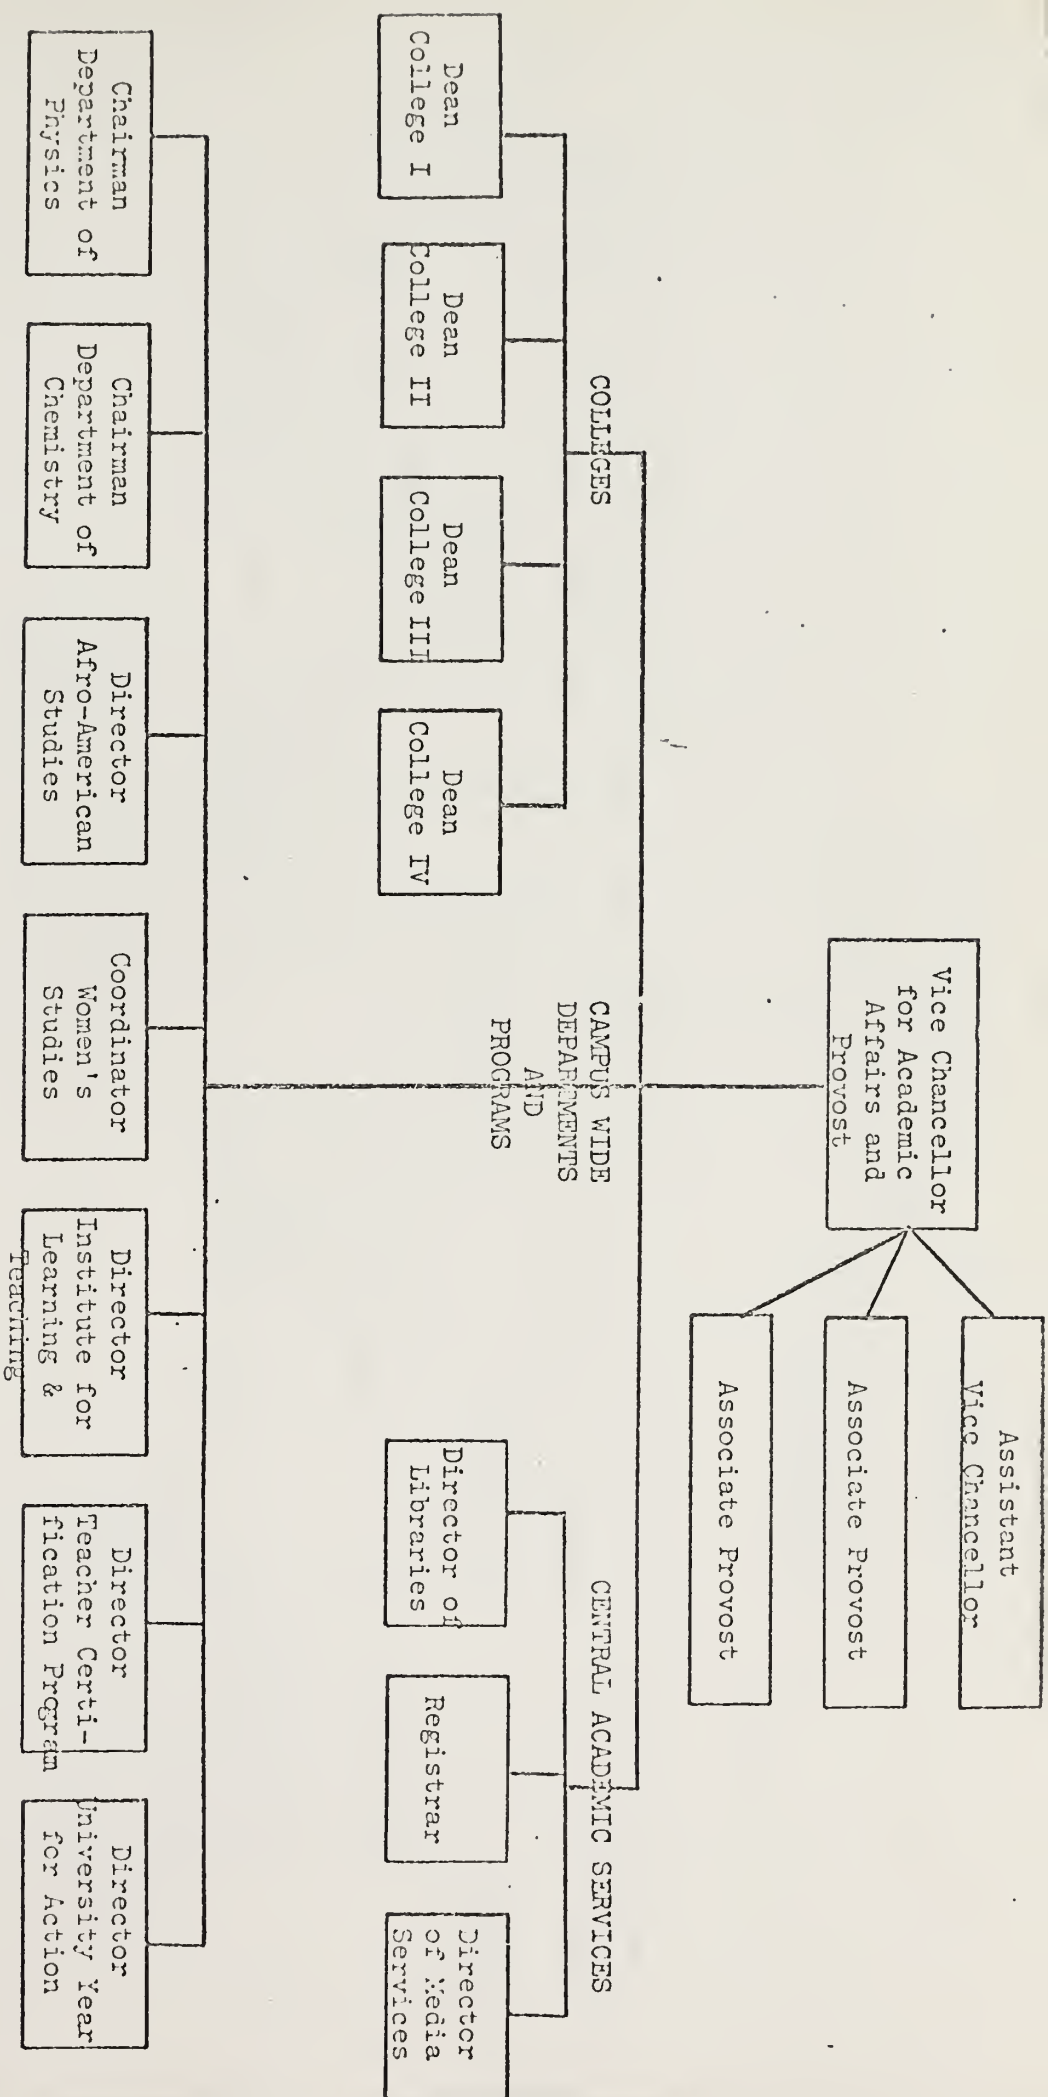 Vice Chancellor
for Academic
Affairs and
Provost
Assistant
Vice Chancellor
Associate Provost
Associate Provost
COLLEGES
CAMPUS WIDE
DEPARTMENTS
AND
PROGRAMS
CENTRAL ACADEMIC SERVICES
Dean
College I
Dean
College II
Dean
College III
Dean
College IV
Director of
Libraries
Registrar
Director
of Media
Services
Chairman
Department of
Physics
Chairman
Department of
Chemistry
Director
Afro-American
Studies
Coordinator
Women's
Studies
Director
Institute for
Learning &
Teaching
Director
Teacher Certi-
fication Program
Director
University Year
for Action